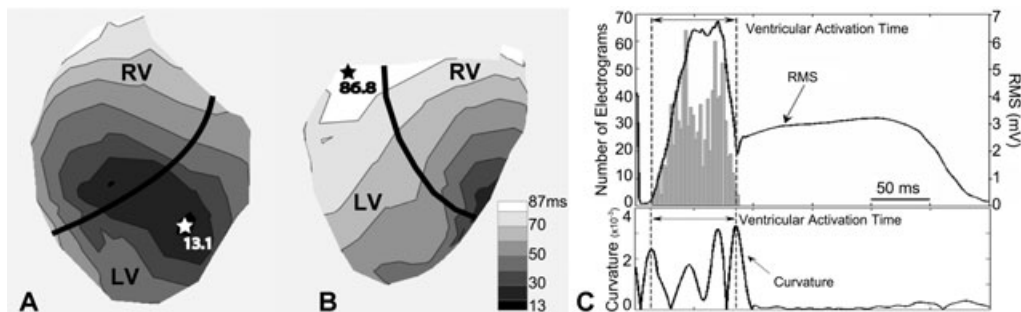 RV
LV
13.1
A
86.8
RV
LV
87ms
70
50
30
13
B
C
70
60
50
40
30
20
10
0
Number of Electrograms
Ventricular Activation Time
RMS
50 ms
7
6
5
4
3
2
1
0
RMS (mV)
4
2
0
Curvature (x10⁻⁵)
Ventricular Activation Time
Curvature